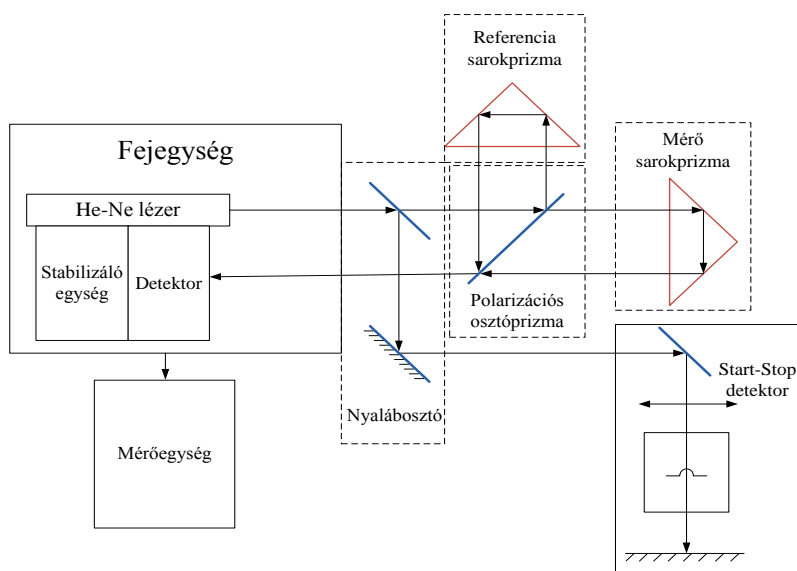 Referencia
sarokprizma
Fejegység
Mérő
sarokprizma
He-Ne lézer
Stabilizáló
egység
Detektor
Polarizációs
osztóprizma
Start-Stop
detektor
Nyalábosztó
Mérőegység